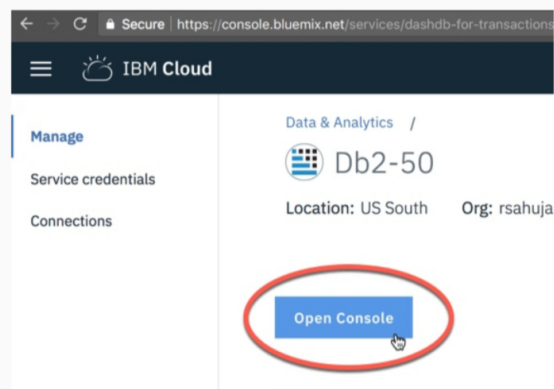 Secure | https://console.bluemix.net/services/dashdb-for-transactions
IBM Cloud
Manage
Service credentials
Connections
Data & Analytics /
Db2-50
Location: US South Org: rsahuja
Open Console